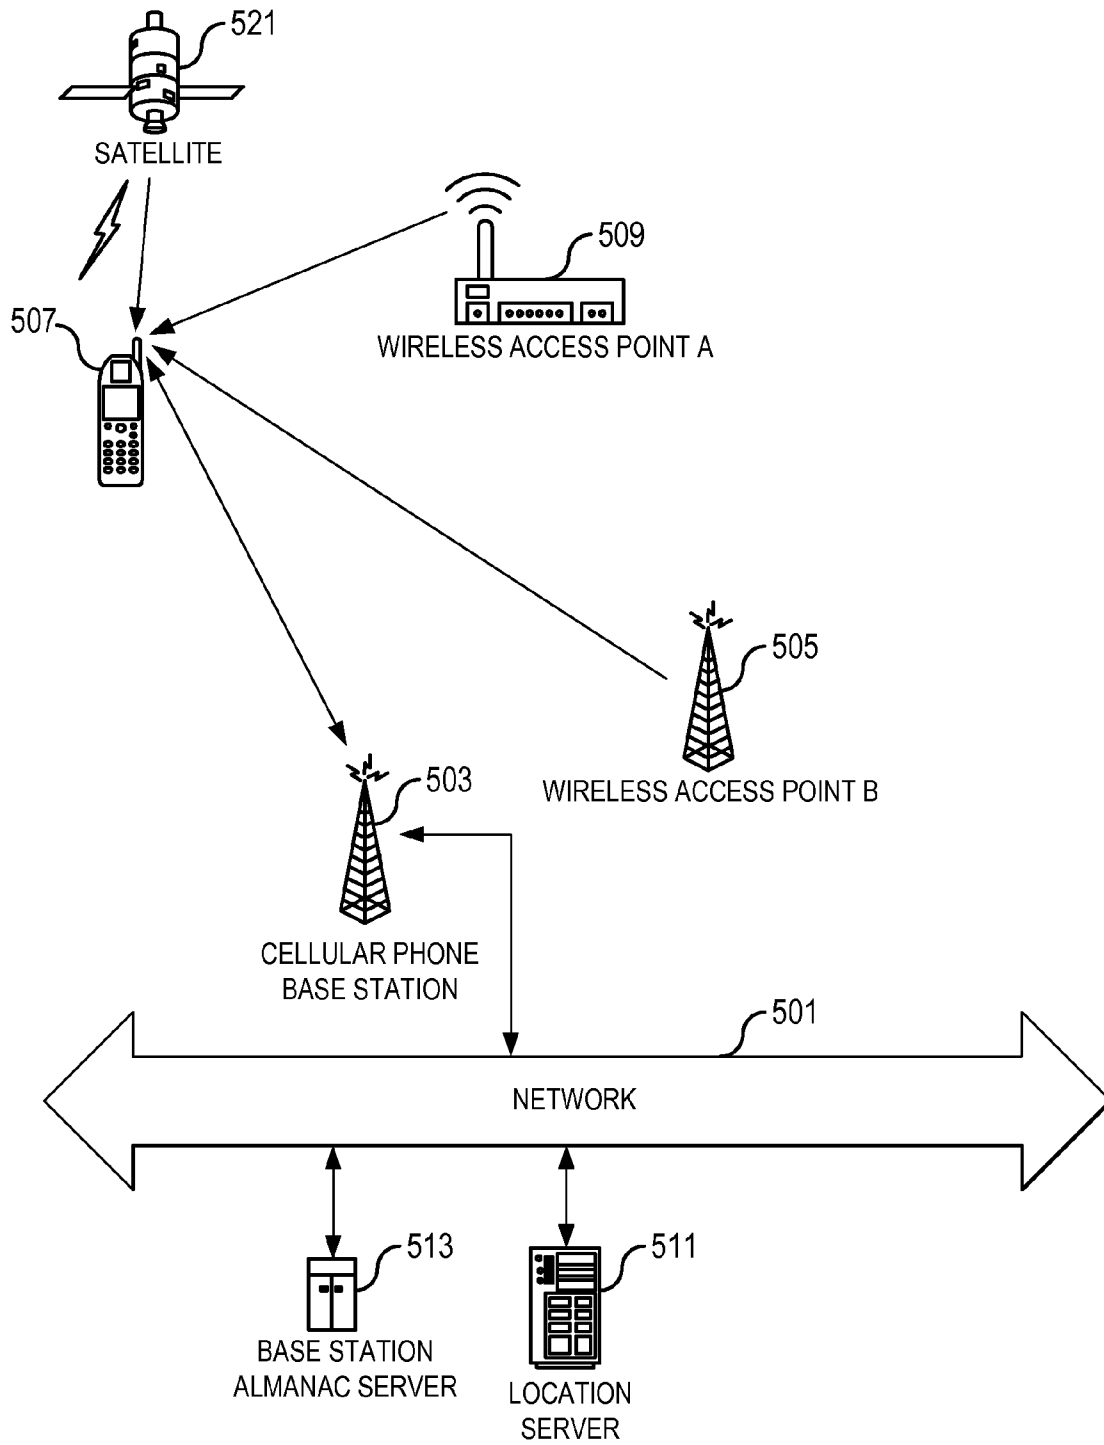 521
SATELLITE
509
WIRELESS ACCESS POINT A
507
505
WIRELESS ACCESS POINT B
503
CELLULAR PHONE
BASE STATION
501
NETWORK
513
BASE STATION
ALMANAC SERVER
511
LOCATION
SERVER